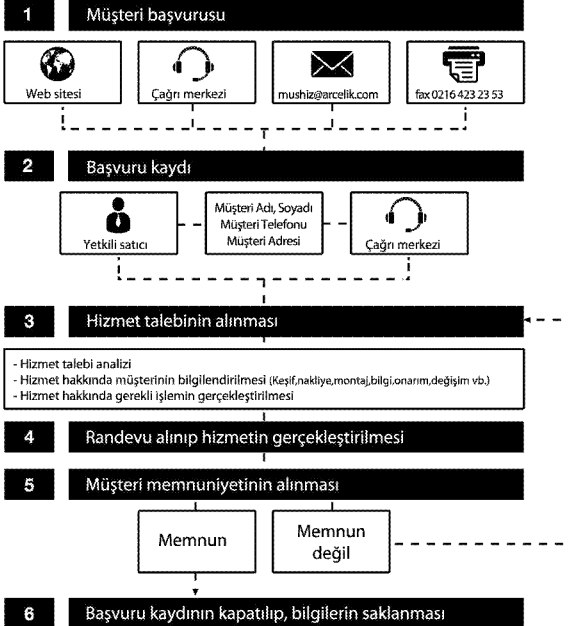 1 Müşteri başvurusu
Web sitesi
Çağrı merkezi
mushiz@arcelik.com
fax 0216 423 23 53
2 Başvuru kaydı
Yetkili satıcı
Müşteri Adı, Soyadı
Müşteri Telefonu
Müşteri Adresi
Çağrı merkezi
3 Hizmet talebinin alınması
- Hizmet talebi analizi
- Hizmet hakkında müşterinin bilgilendirilmesi (Keşif,nakliye,montaj,bilgi,onarım,değişim vb.)
- Hizmet hakkında gerekli işlemin gerçekleştirilmesi
4 Randevu alınıp hizmetin gerçekleştirilmesi
5 Müşteri memnuniyetinin alınması
Memnun
Memnun
değil
6 Başvuru kaydının kapatılıp, bilgilerin saklanması